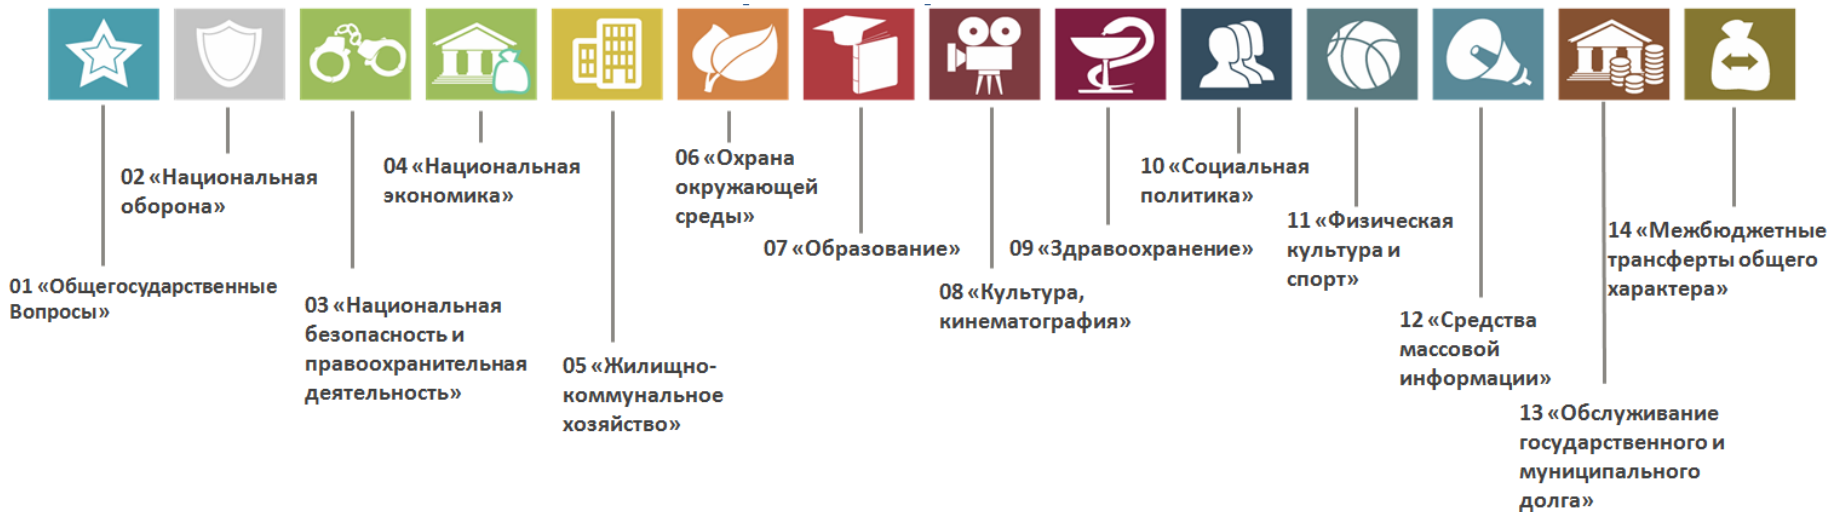 01 «Общегосударственные
Вопросы»
02 «Национальная
оборона»
03 «Национальная
безопасность и
правоохранительная
деятельность»
04 «Национальная
экономика»
05 «Жилищно-
коммунальное
хозяйство»
06 «Охрана
окружающей
среды»
07 «Образование»
08 «Культура,
кинематография»
09 «Здравоохранение»
10 «Социальная
политика»
11 «Физическая
культура и
спорт»
12 «Средства
массовой
информации»
13 «Обслуживание
государственного и
муниципального
долга»
14 «Межбюджетные
трансферты общего
характера»